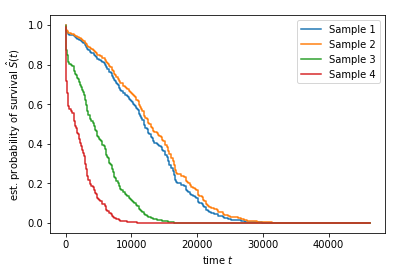 1.0
0.8
0.6
0.4
0.2
0.0
est. probability of survival Ŝ(t)
0
10000
20000
30000
40000
time t
Sample 1
Sample 2
Sample 3
Sample 4